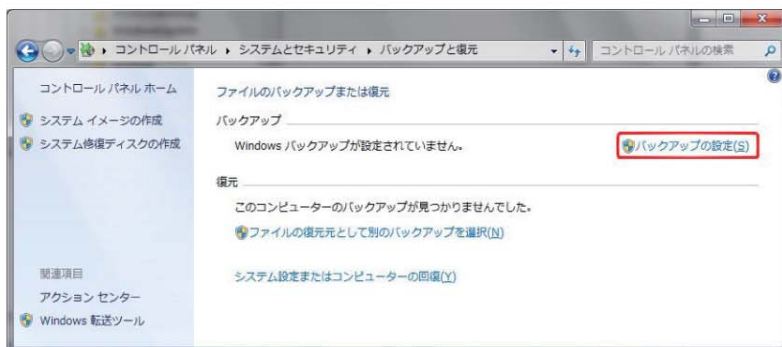 コントロール パネル ▸ システムとセキュリティ ▸ バックアップと復元
コントロール パネルの検索
コントロール パネル ホーム
システム イメージの作成
システム修復ディスクの作成
ファイルのバックアップまたは復元
バックアップ
Windows バックアップが設定されていません。
バックアップの設定(S)
復元
このコンピューターのバックアップが見つかりませんでした。
ファイルの復元元として別のバックアップを選択(N)
システム設定またはコンピューターの回復(Y)
関連項目
アクション センター
Windows 転送ツール